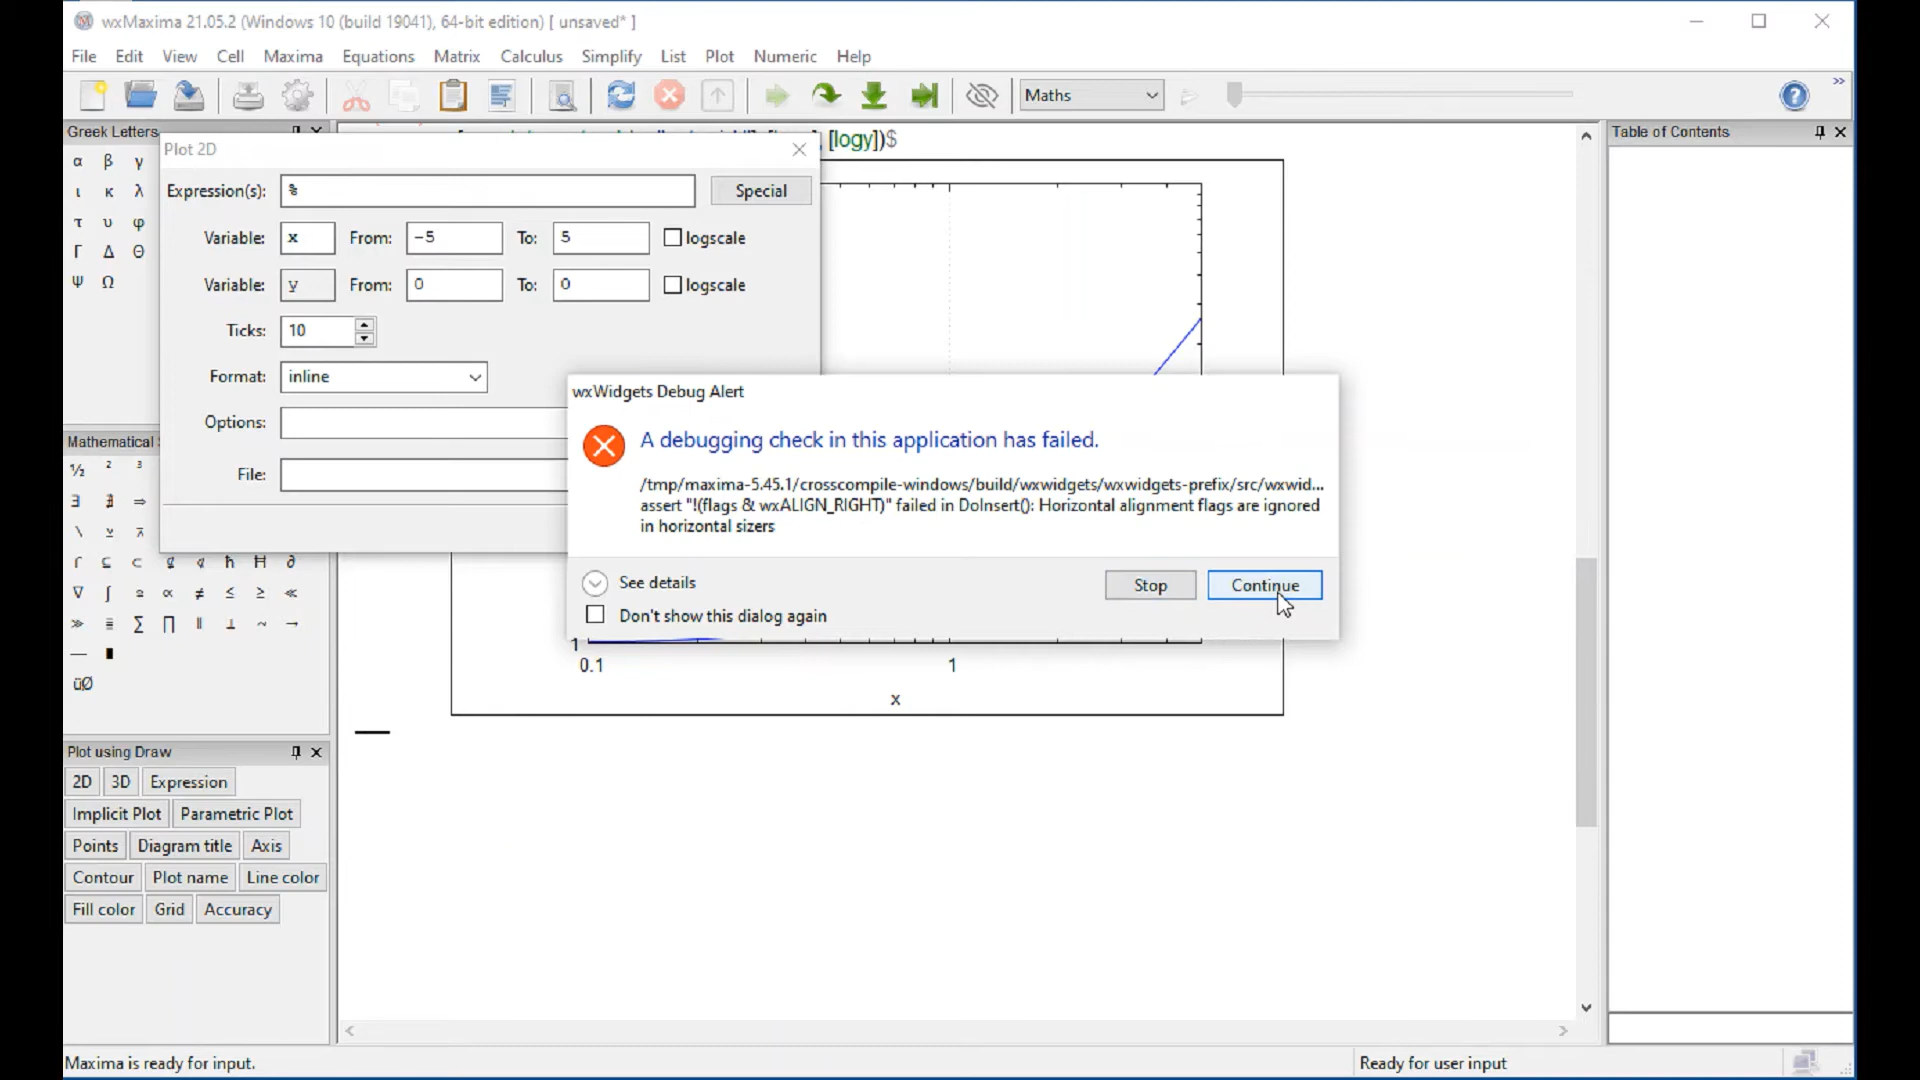 wxMaxima 21.05.2 (Windows 10 (build 19041), 64-bit edition) [ unsaved* ]
File Edit View Cell Maxima Equations Matrix Calculus Simplify List Plot Numeric Help
Maths
Greek Letters
α β γ
ι κ λ
τ υ φ
Γ Δ Θ
Ψ Ω
Plot 2D
[logy])$
Table of Contents
Expression(s): % Special
Variable: x From: -5 To: 5 logscale
Variable: y From: 0 To: 0 logscale
Ticks: 10
Format: inline
Options:
File:
wxWidgets Debug Alert
A debugging check in this application has failed.
/tmp/maxima-5.45.1/crosscompile-windows/build/wxwidgets/wxwidgets-prefix/src/wxwid...
assert "!(flags & wxALIGN_RIGHT)" failed in DoInsert(): Horizontal alignment flags are ignored
in horizontal sizers
See details
Stop Continue
Don't show this dialog again
Mathematical
½ ² ³
∃ ∄ ⇒
ħ Ħ ∂
∇ ∫ ∝ ≠ ≤ ≥ ≪
≫ ∑ ∏ ∥ ⊥ ~ →
üØ
1
0.1 1
x
Plot using Draw
2D 3D Expression
Implicit Plot Parametric Plot
Points Diagram title Axis
Contour Plot name Line color
Fill color Grid Accuracy
Maxima is ready for input.
Ready for user input